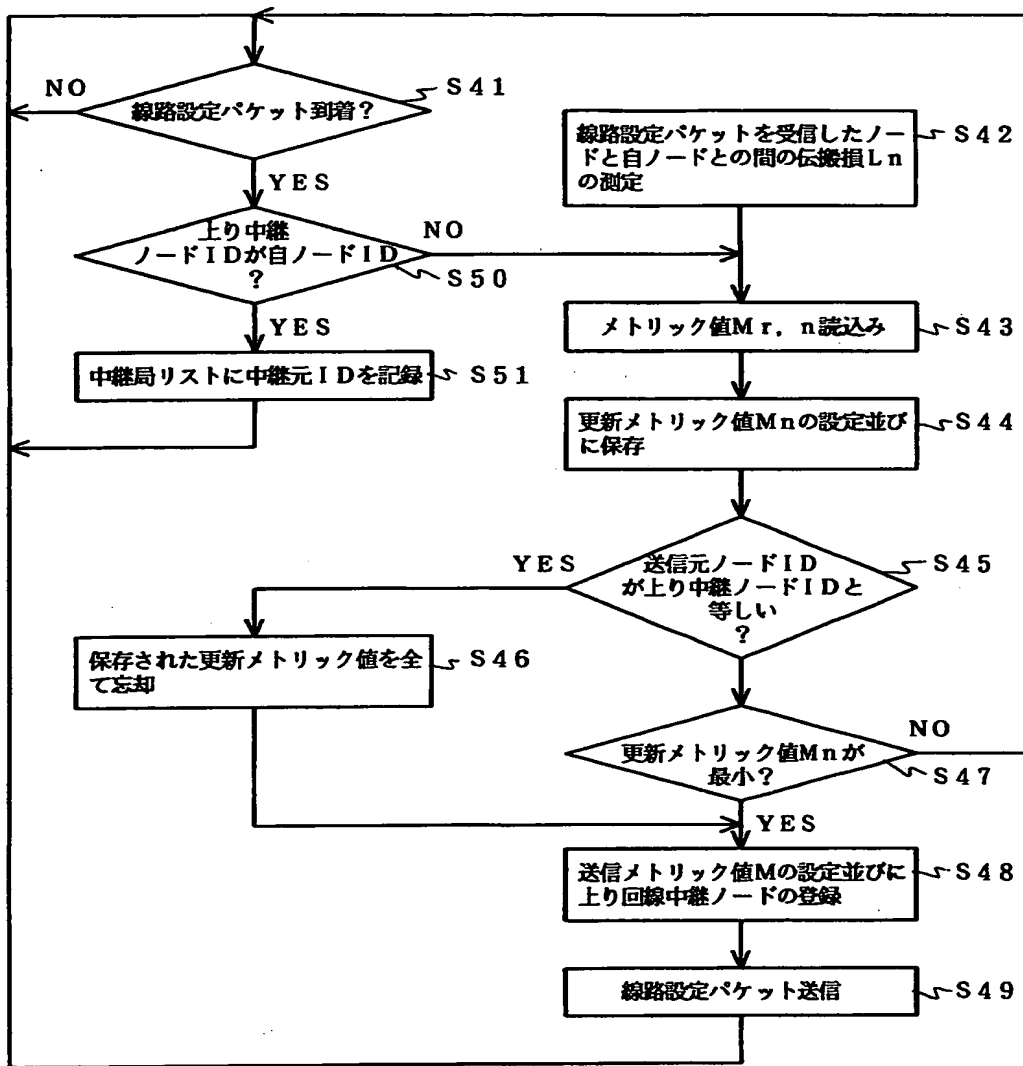 NO
線路設定パケット到着?
S41
YES
線路設定パケットを受信したノー
ドと自ノードとの間の伝搬損Ln
の測定
S42
上り中継
ノードIDが自ノードID
?
NO
S50
YES
メトリック値Mr,n読込み
S43
中継局リストに中継元IDを記録
S51
更新メトリック値Mnの設定並び
に保存
S44
YES
送信元ノードID
が上り中継ノードIDと
等しい
?
S45
保存された更新メトリック値を全
て忘却
S46
更新メトリック値Mnが
最小?
NO
S47
YES
送信メトリック値Mの設定並びに
上り回線中継ノードの登録
S48
線路設定パケット送信
S49